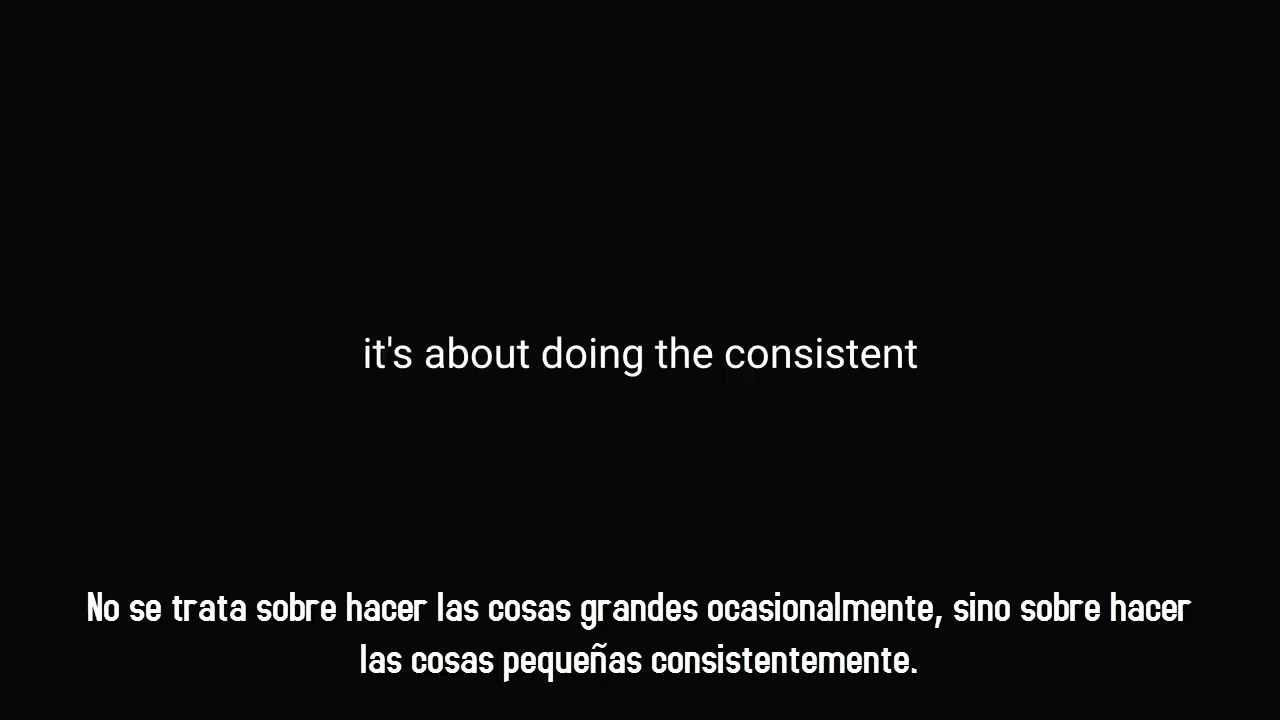 it's about doing the consistent
No se trata sobre hacer las cosas grandes ocasionalmente, sino sobre hacer
las cosas pequeñas consistentemente.